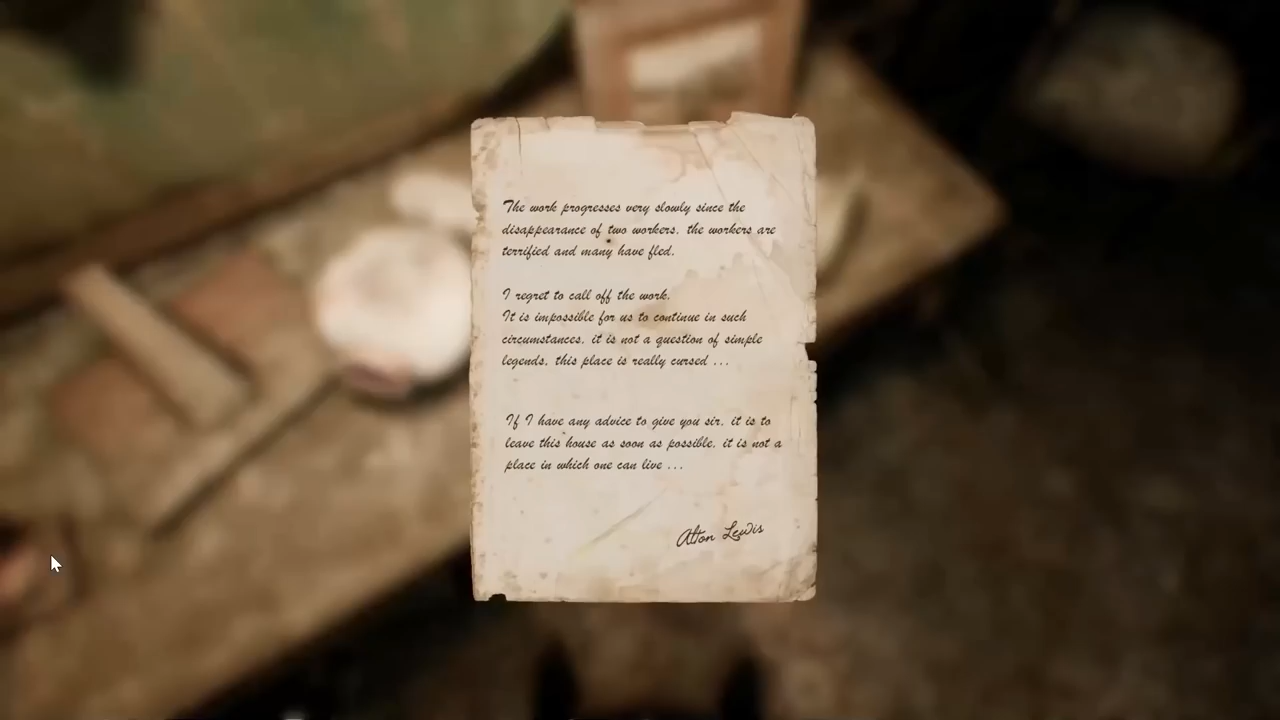 The work progresses very slowly since the
disappearance of two workers. the workers are
terrified and many have fled.
I regret to call off the work.
It is impossible for us to continue in such
circumstances. it is not a question of simple
legends. this place is really cursed ...
If I have any advice to give you sir. it is to
leave this house as soon as possible. it is not a
place in which one can live ...
Alton Lewis